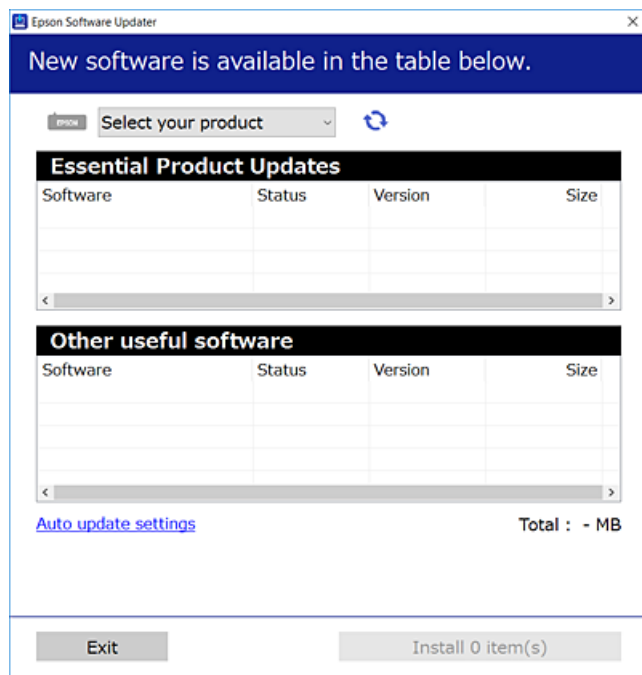 Epson Software Updater
New software is available in the table below.
EPSON Select your product
Essential Product Updates
Software Status Version Size
Other useful software
Software Status Version Size
Auto update settings Total : - MB
Exit Install 0 item(s)